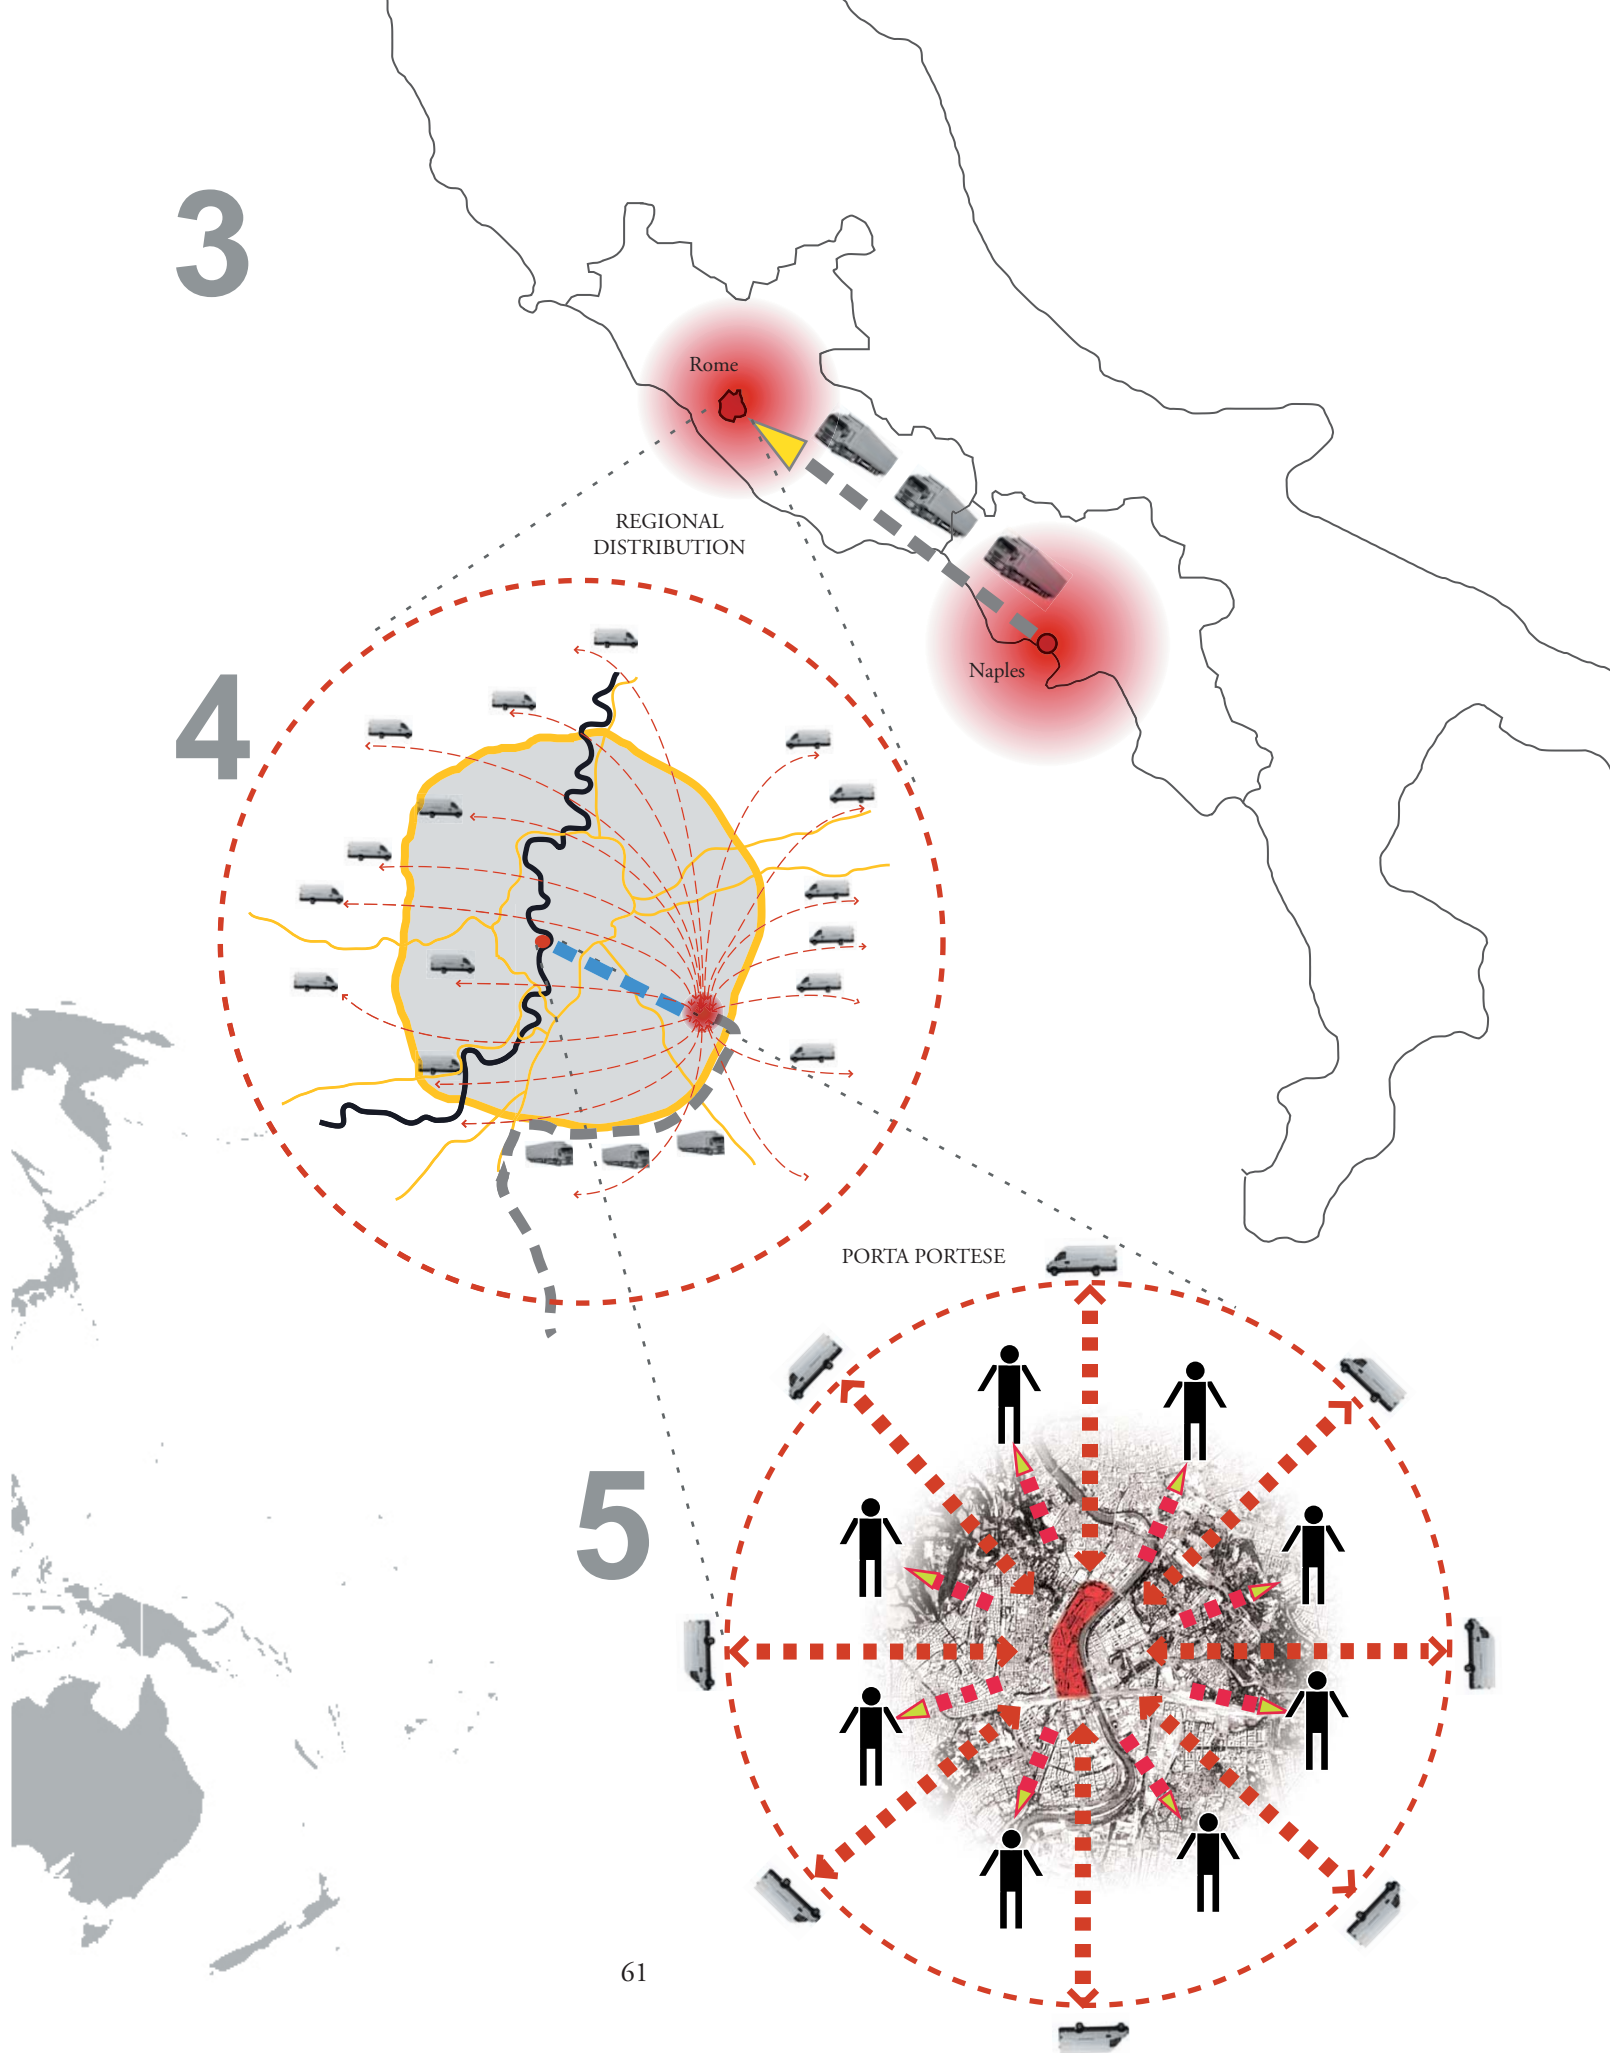 3
Rome
REGIONAL
DISTRIBUTION
Naples
4
PORTA PORTESE
5
61